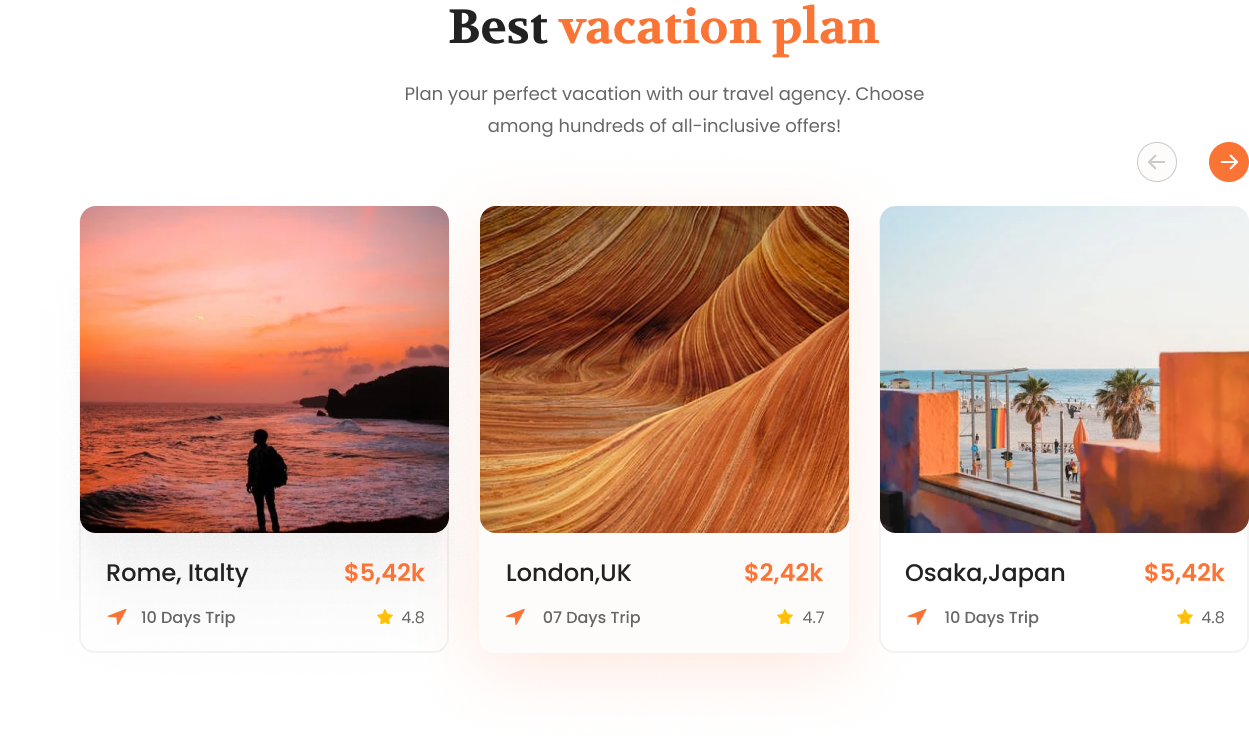 Best vacation plan
Plan your perfect vacation with our travel agency. Choose
among hundreds of all-inclusive offers!
Rome, Italty
$5,42k
10 Days Trip
4.8
London,UK
$2,42k
07 Days Trip
4.7
Osaka,Japan
$5,42k
10 Days Trip
4.8